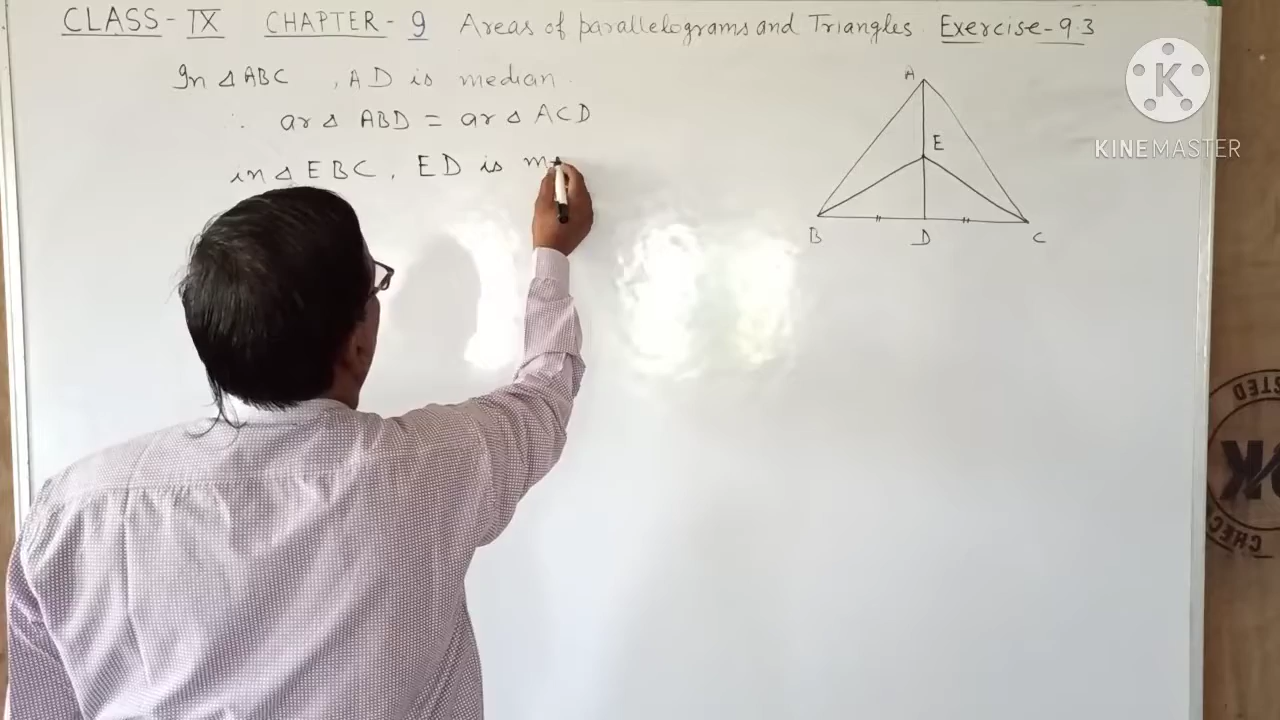 CLASS - IX CHAPTER - 9 Areas of parallelograms and Triangles. Exercise - 9.3
In △ ABC , AD is median.
∴ ar △ ABD = ar △ ACD
in △ EBC, ED is m
A
E
B D C
K
KINEMASTER
CHEC